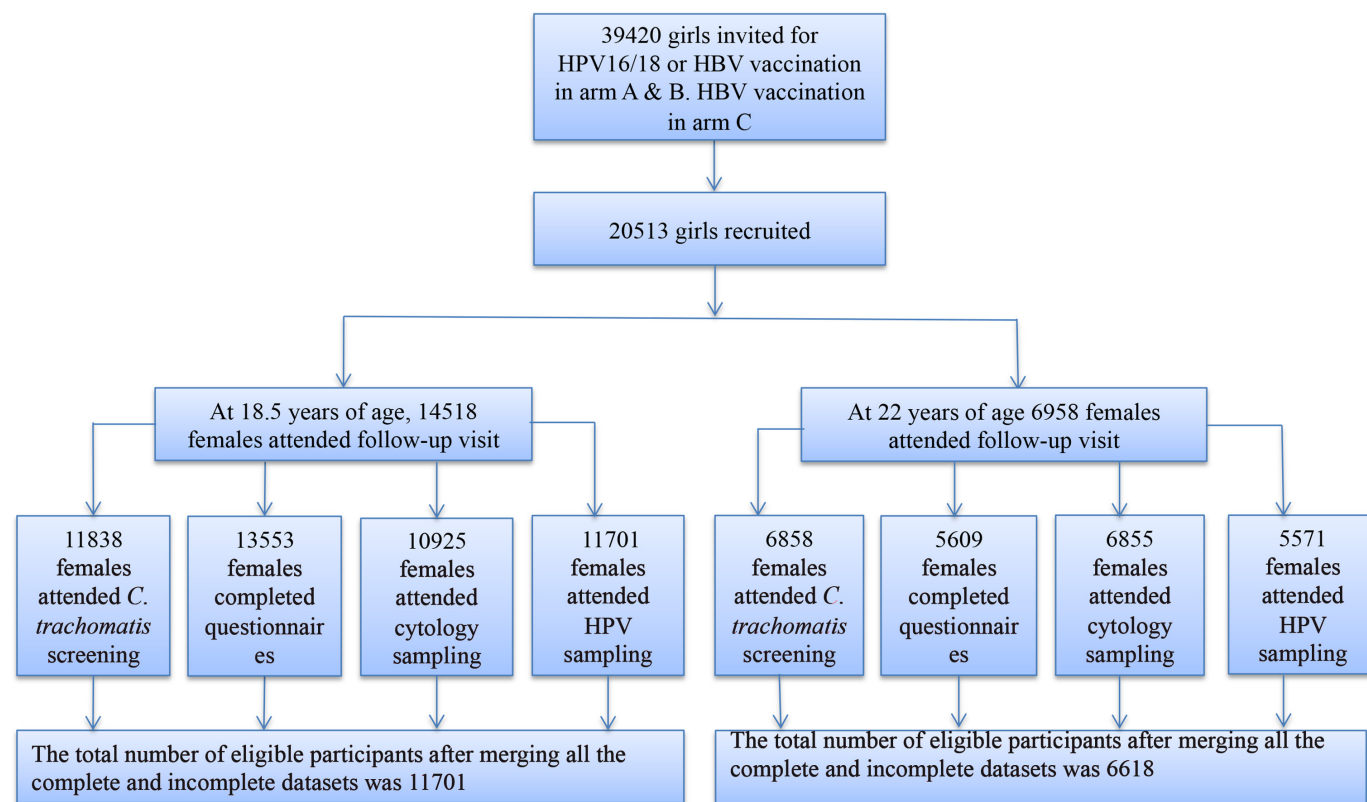 39420 girls invited for
HPV16/18 or HBV vaccination
in arm A & B. HBV vaccination
in arm C
20513 girls recruited
At 18.5 years of age, 14518
females attended follow-up visit
At 22 years of age 6958 females
attended follow-up visit
11838
females
attended C.
trachomatis
screening
13553
females
completed
questionnair
es
10925
females
attended
cytology
sampling
11701
females
attended
HPV
sampling
6858
females
attended C.
trachomatis
screening
5609
females
completed
questionnair
es
6855
females
attended
cytology
sampling
5571
females
attended
HPV
sampling
The total number of eligible participants after merging all the
complete and incomplete datasets was 11701
The total number of eligible participants after merging all the
complete and incomplete datasets was 6618